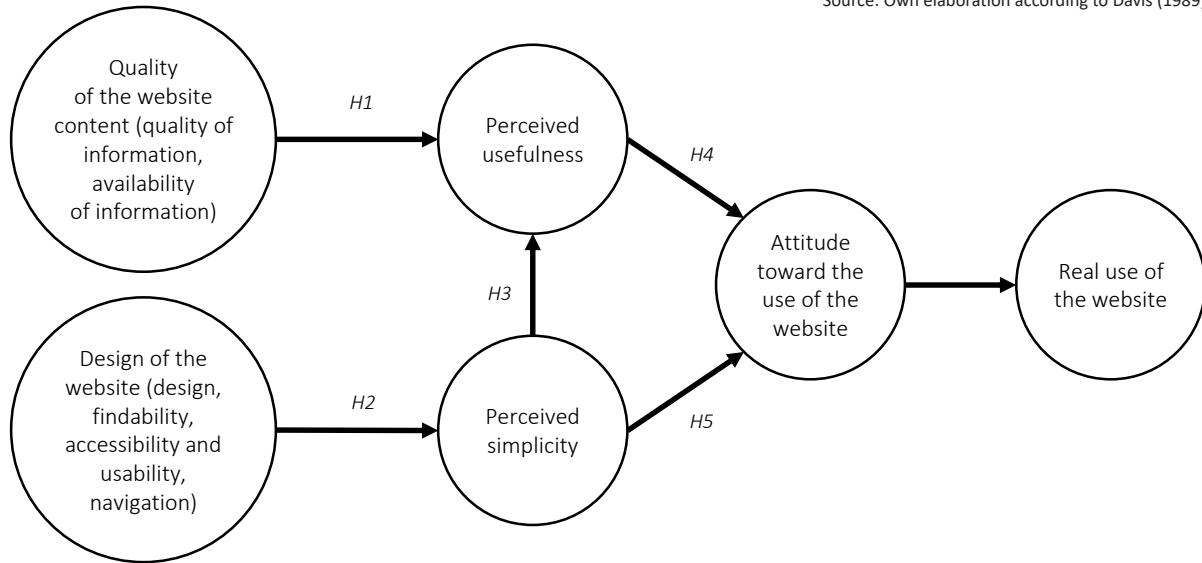 Source: Own elaboration according to Davis (1989)
Quality
of the website
content (quality of
information,
availability
of information)
H1
Perceived
usefulness
H4
Attitude
toward the
use of the
website
Real use of
the website
H3
Design of the
website (design,
findability,
accessibility and
usability,
navigation)
H2
Perceived
simplicity
H5